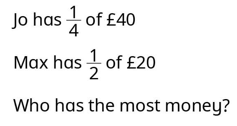 Jo has 1/4 of £40
Max has 1/2 of £20
Who has the most money?